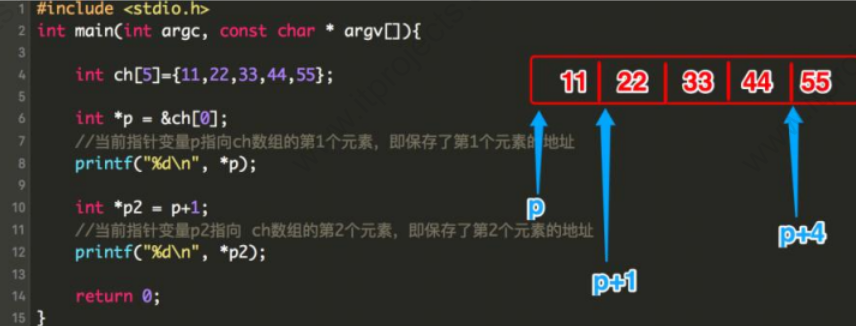 1 #include <stdio.h>
2 int main(int argc, const char * argv[]){
3
4 int ch[5]={11,22,33,44,55};
5
6 int *p = &ch[0];
7 //当前指针变量p指向ch数组的第1个元素，即保存了第1个元素的地址
8 printf("%d\n", *p);
9
10 int *p2 = p+1;
11 //当前指针变量p2指向 ch数组的第2个元素，即保存了第2个元素的地址
12 printf("%d\n", *p2);
13
14 return 0;
15 }
11 22 33 44 55
p
p+1
p+4